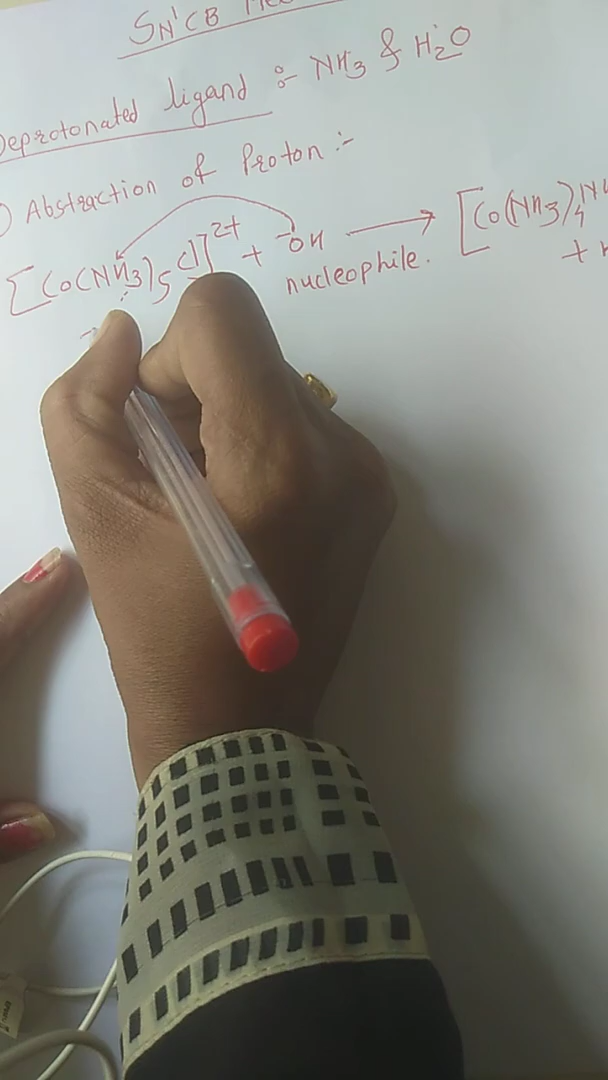 SN¹CB
Deprotonated ligand :- NH3 & H2O
) Abstraction of Proton :-
[Co(NH3)5Cl]2+ + -OH → [Co(NH3)4
nucleophile. +